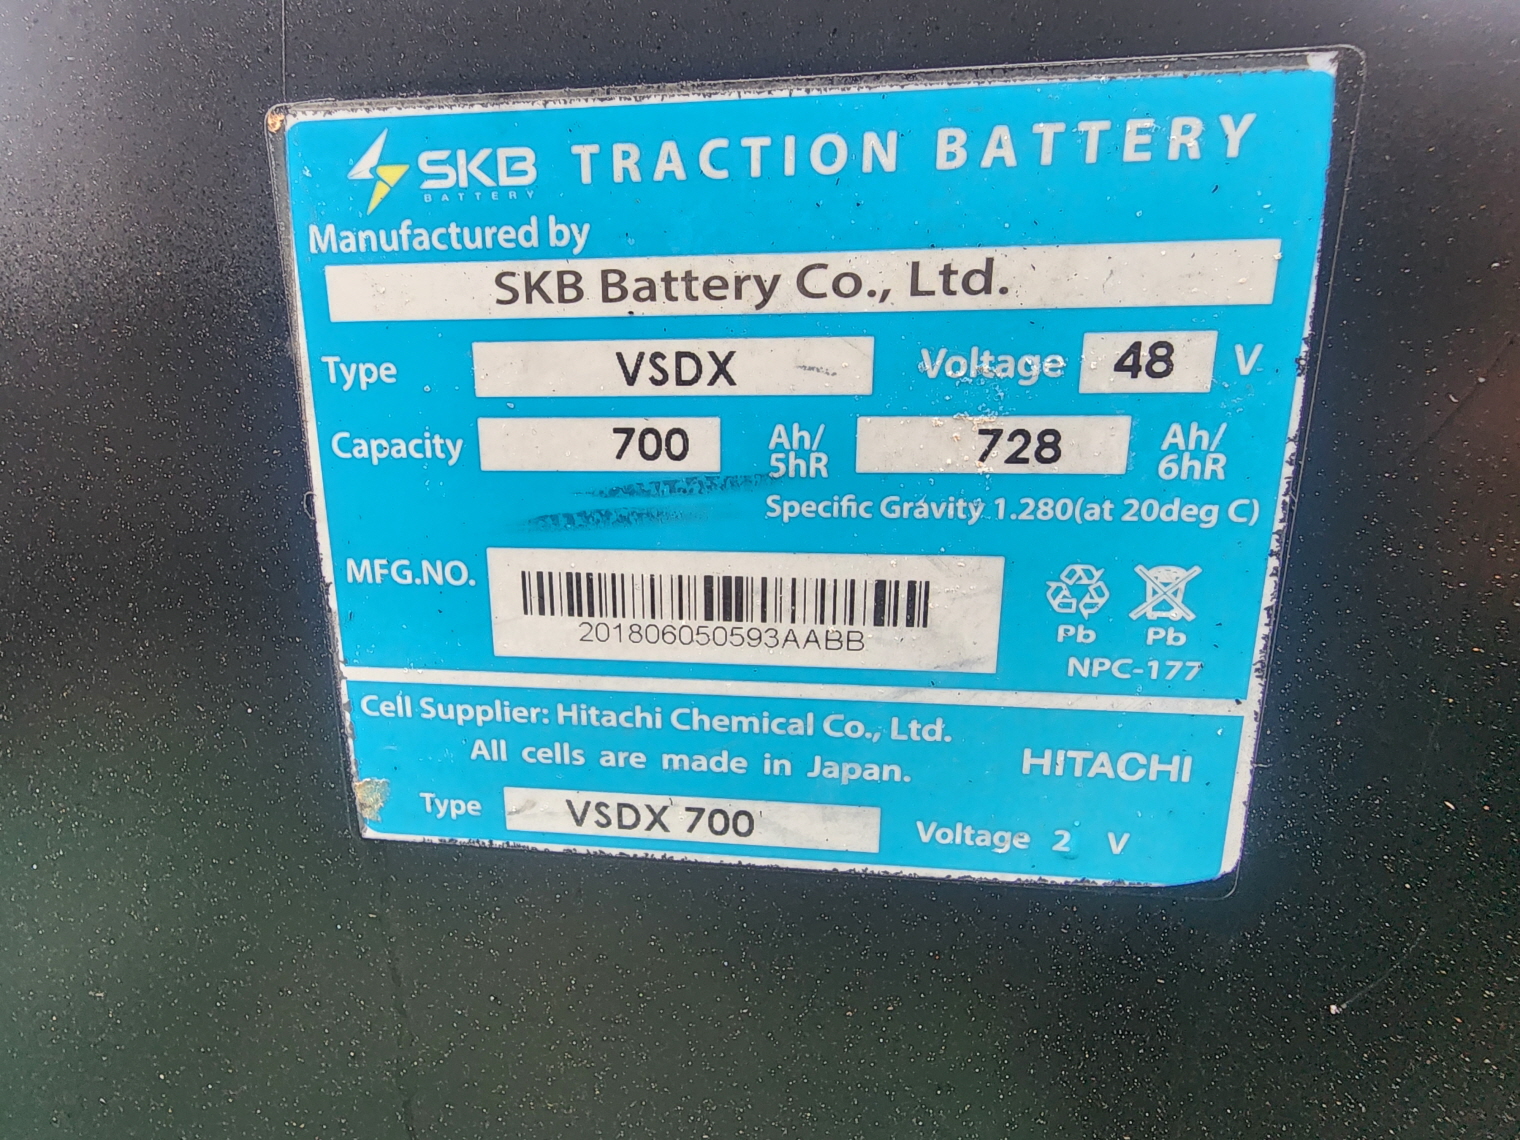 SKB BATTERY TRACTION BATTERY
Manufactured by
SKB Battery Co., Ltd.
Type VSDX Voltage 48 V
Capacity 700 Ah/5hR 728 Ah/6hR
Specific Gravity 1.280(at 20deg C)
MFG.NO. 201806050593AABB
Pb Pb
NPC-177
Cell Supplier: Hitachi Chemical Co., Ltd.
All cells are made in Japan. HITACHI
Type VSDX 700 Voltage 2 V